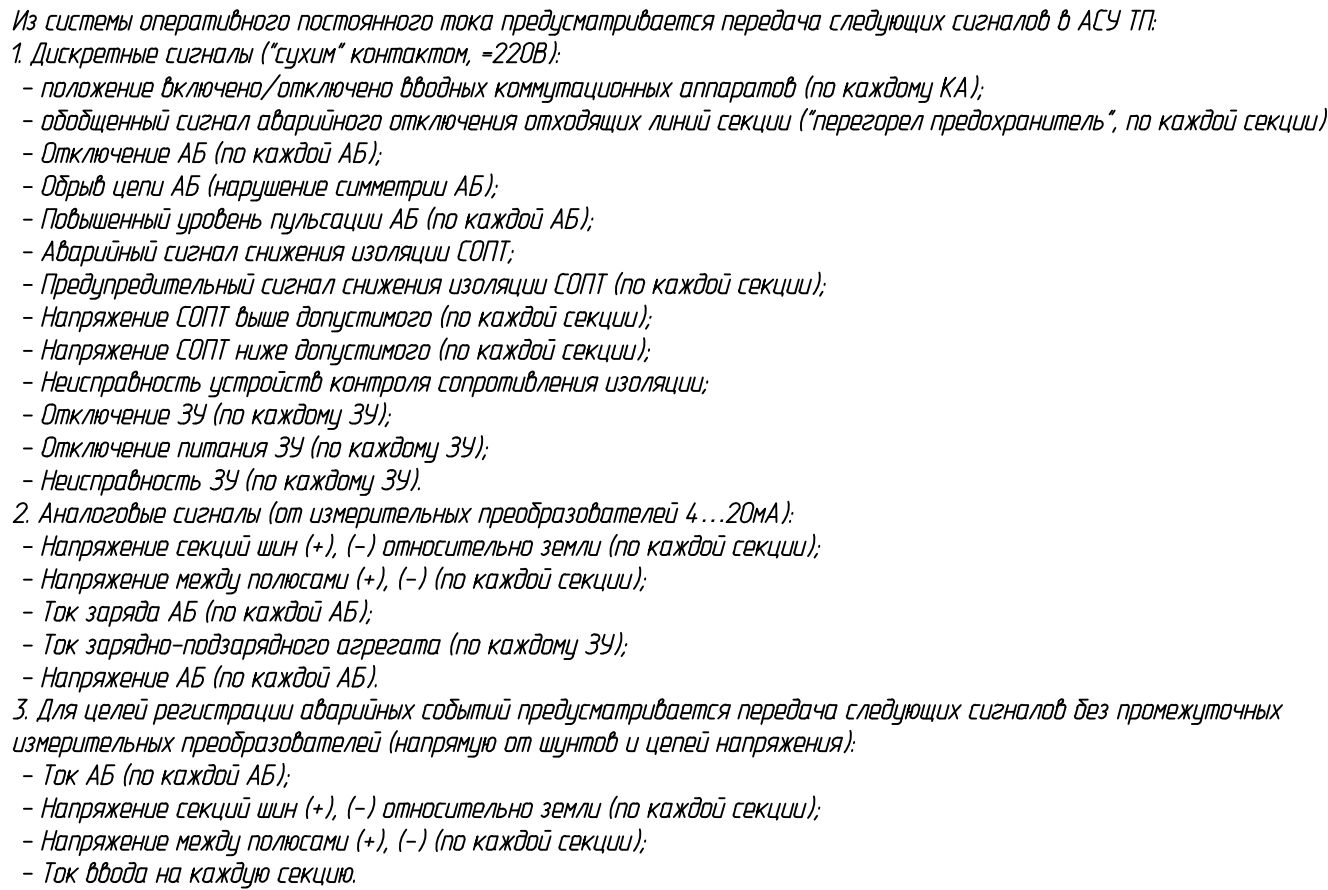 Из системы оперативного постоянного тока предусматривается передача следующих сигналов в АСУ ТП:
1. Дискретные сигналы ("сухим" контактом, =220В):
- положение включено/отключено вводных коммутационных аппаратов (по каждому КА);
- обобщенный сигнал аварийного отключения отходящих линий секции ("перегорел предохранитель", по каждой секции)
- Отключение АБ (по каждой АБ);
- Обрыв цепи АБ (нарушение симметрии АБ);
- Повышенный уровень пульсации АБ (по каждой АБ);
- Аварийный сигнал снижения изоляции СОПТ;
- Предупредительный сигнал снижения изоляции СОПТ (по каждой секции);
- Напряжение СОПТ выше допустимого (по каждой секции);
- Напряжение СОПТ ниже допустимого (по каждой секции);
- Неисправность устройств контроля сопротивления изоляции;
- Отключение ЗУ (по каждому ЗУ);
- Отключение питания ЗУ (по каждому ЗУ);
- Неисправность ЗУ (по каждому ЗУ).
2. Аналоговые сигналы (от измерительных преобразователей 4...20мА):
- Напряжение секций шин (+), (-) относительно земли (по каждой секции);
- Напряжение между полюсами (+), (-) (по каждой секции);
- Ток заряда АБ (по каждой АБ);
- Ток зарядно-подзарядного агрегата (по каждому ЗУ);
- Напряжение АБ (по каждой АБ).
3. Для целей регистрации аварийных событий предусматривается передача следующих сигналов без промежуточных
измерительных преобразователей (напрямую от шунтов и цепей напряжения):
- Ток АБ (по каждой АБ);
- Напряжение секций шин (+), (-) относительно земли (по каждой секции);
- Напряжение между полюсами (+), (-) (по каждой секции);
- Ток ввода на каждую секцию.